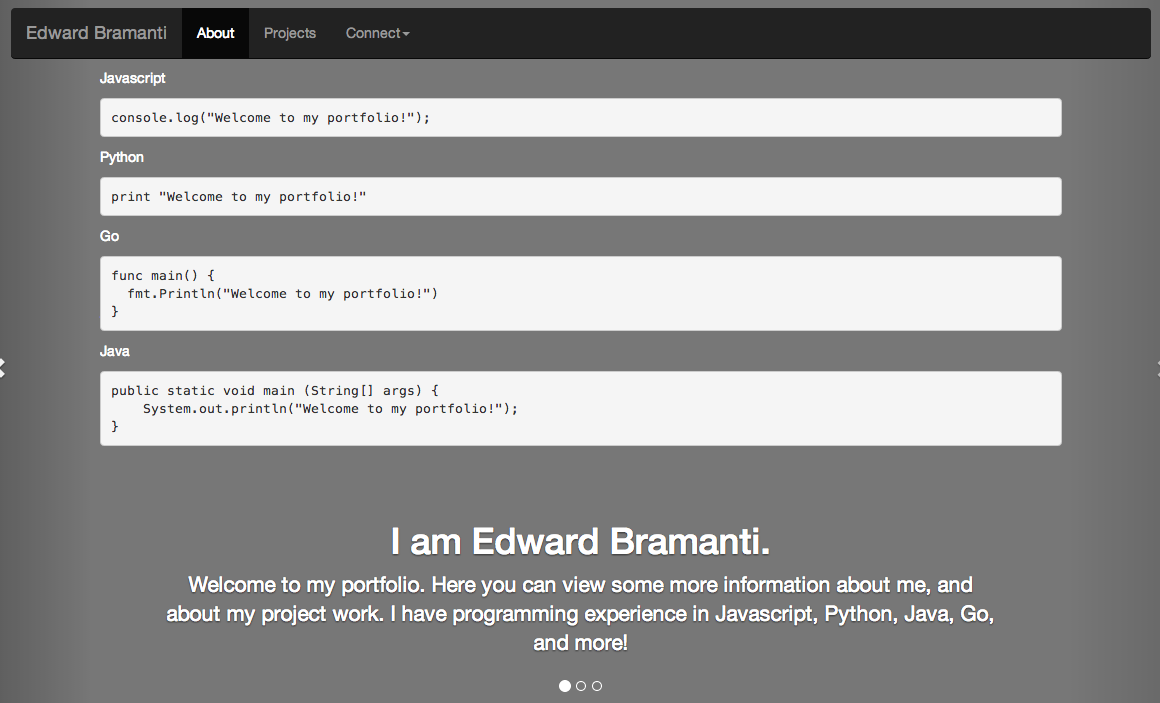 Edward Bramanti About Projects Connect
Javascript
console.log("Welcome to my portfolio!");
Python
print "Welcome to my portfolio!"
Go
func main() {
  fmt.Println("Welcome to my portfolio!")
}
Java
public static void main (String[] args) {
    System.out.println("Welcome to my portfolio!");
}
I am Edward Bramanti.
Welcome to my portfolio. Here you can view some more information about me, and
about my project work. I have programming experience in Javascript, Python, Java, Go,
and more!